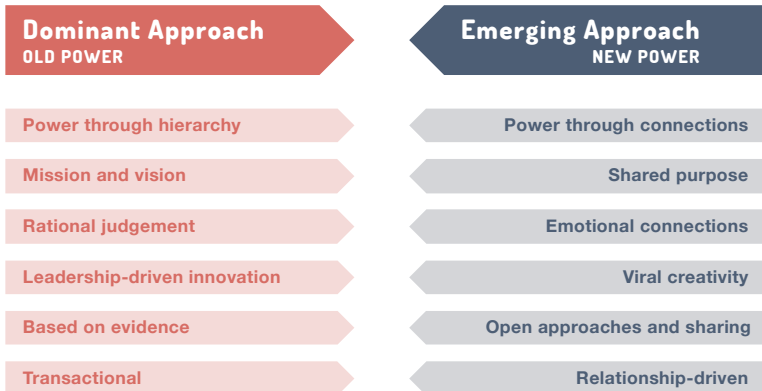 Dominant Approach
OLD POWER
Emerging Approach
NEW POWER
Power through hierarchy
Power through connections
Mission and vision
Shared purpose
Rational judgement
Emotional connections
Leadership-driven innovation
Viral creativity
Based on evidence
Open approaches and sharing
Transactional
Relationship-driven